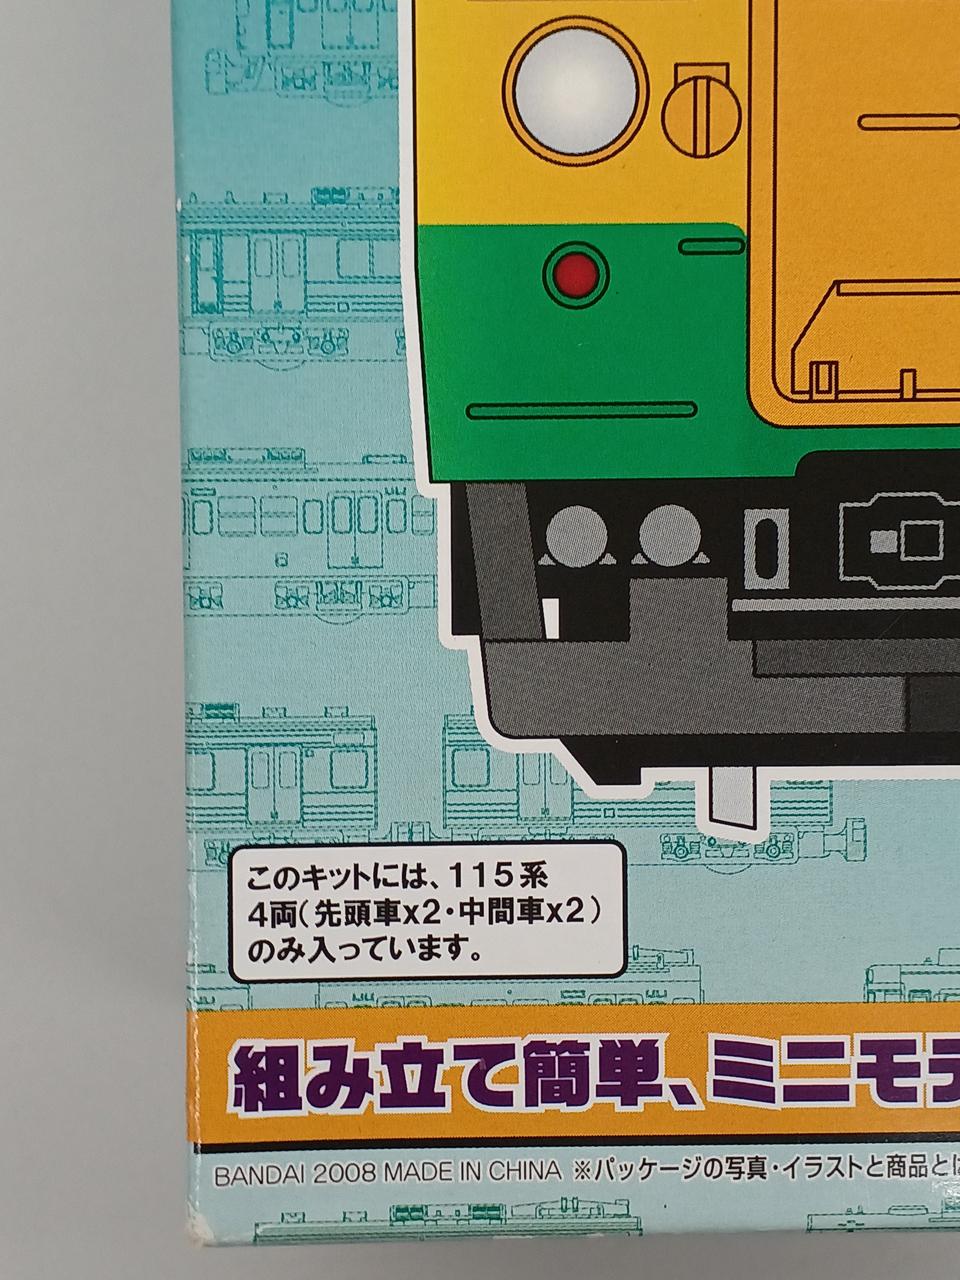 このキットには、115系
4両(先頭車x2・中間車x2)
のみ入っています。
組み立て簡単、ミニモデ
BANDAI 2008 MADE IN CHINA ※パッケージの写真・イラストと商品とは